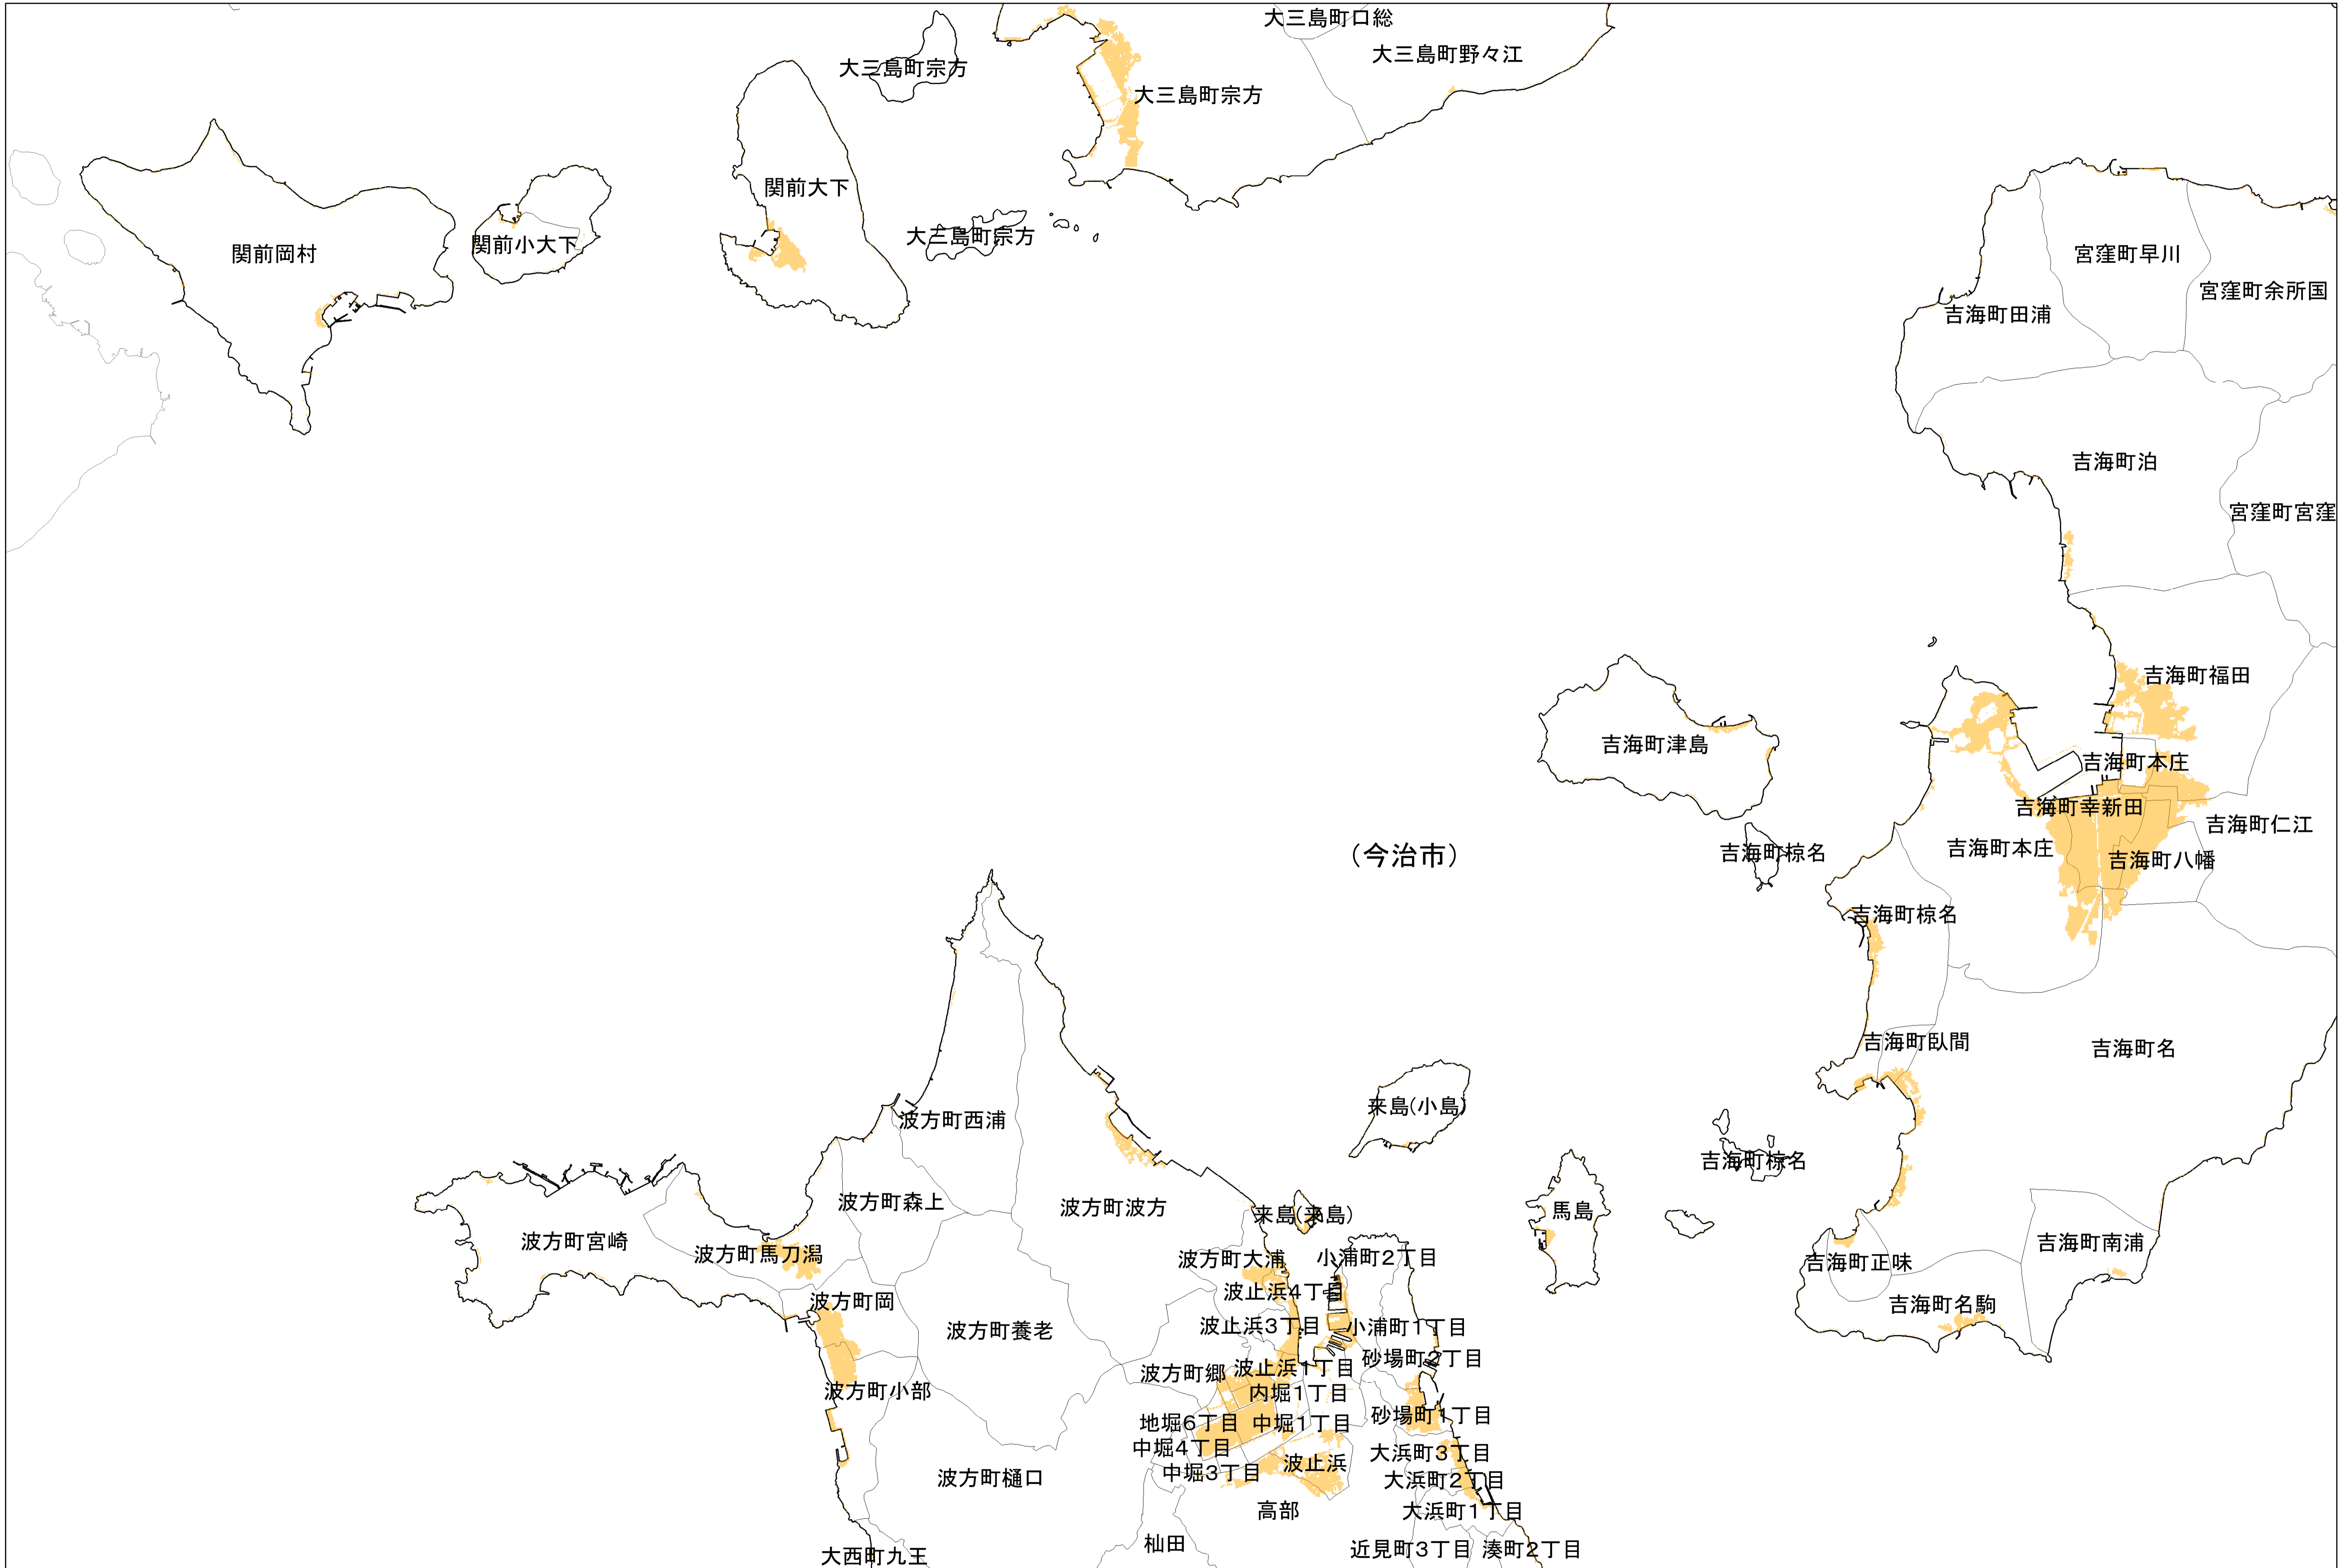 大三島町口総
大三島町野々江
大三島町宗方
大三島町宗方
関前大下
関前岡村
関前小大下
大三島町宗方
宮窪町早川
宮窪町余所国
吉海町田浦
吉海町泊
宮窪町宮窪
吉海町福田
吉海町津島
吉海町本庄
吉海町幸新田
吉海町仁江
吉海町本庄
吉海町椋名
(今治市)
吉海町八幡
吉海町椋名
吉海町臥間
吉海町名
来島(小島)
波方町西浦
吉海町椋名
波方町森上
波方町波方
来島(来島)
馬島
波方町宮崎
波方町馬刀潟
吉海町南浦
波方町大浦
小浦町2丁目
吉海町正味
波止浜4丁目
波方町岡
吉海町名駒
波止浜3丁目
小浦町1丁目
波方町養老
砂場町2丁目
波方町郷
波止浜1丁目
波方町小部
内堀1丁目
砂場町1丁目
地堀6丁目
中堀1丁目
中堀4丁目
大浜町3丁目
波止浜
中堀3丁目
波方町樋口
大浜町2丁目
高部
大浜町1丁目
杣田
近見町3丁目
湊町2丁目
大西町九王